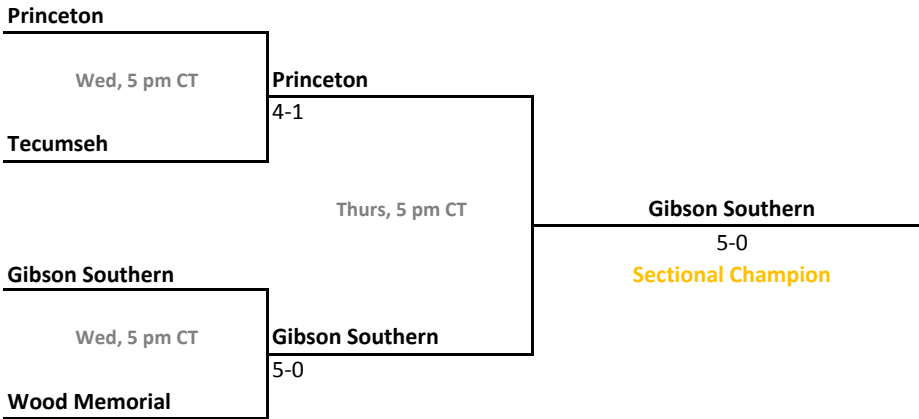 Princeton
Wed, 5 pm CT
Princeton
4-1
Tecumseh
Thurs, 5 pm CT
Gibson Southern
5-0
Sectional Champion
Gibson Southern
Wed, 5 pm CT
Gibson Southern
5-0
Wood Memorial